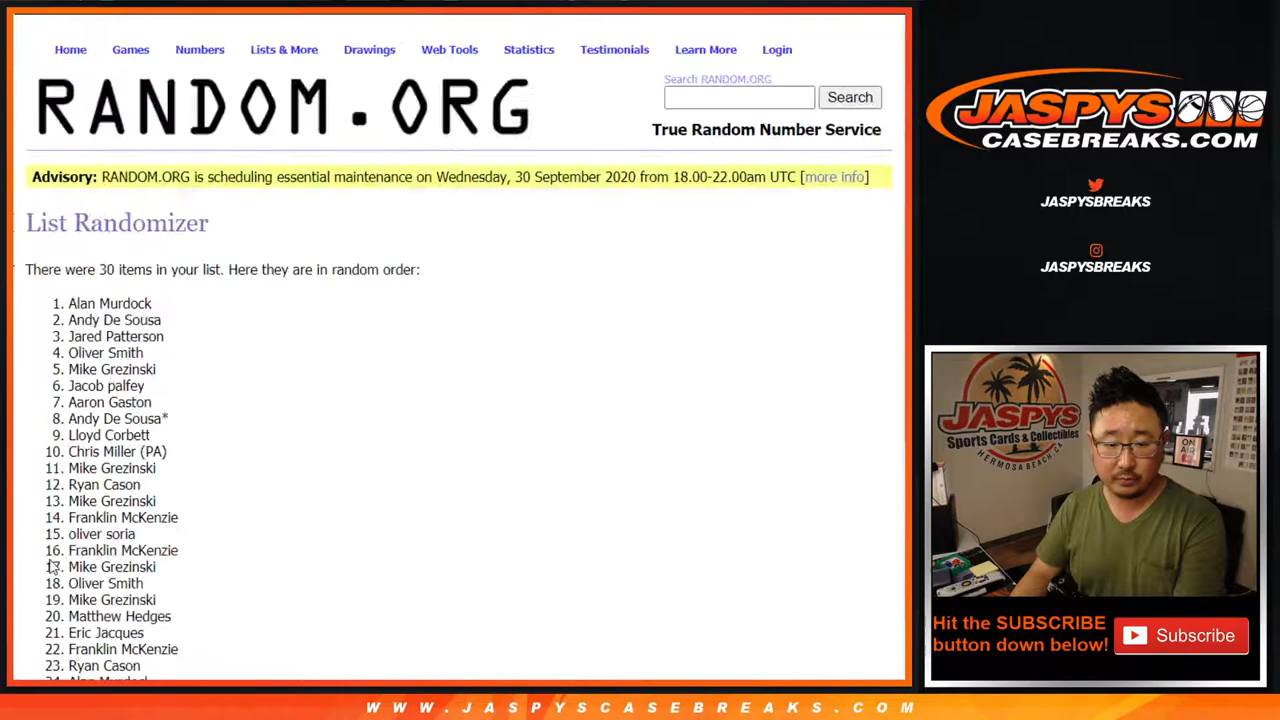 Home Games Numbers Lists & More Drawings Web Tools Statistics Testimonials Learn More Login
RANDOM.ORG
Search RANDOM.ORG
Search
True Random Number Service
Advisory: RANDOM.ORG is scheduling essential maintenance on Wednesday, 30 September 2020 from 18.00-22.00am UTC [more info]
List Randomizer
There were 30 items in your list. Here they are in random order:
1. Alan Murdock
2. Andy De Sousa
3. Jared Patterson
4. Oliver Smith
5. Mike Grezinski
6. Jacob palfey
7. Aaron Gaston
8. Andy De Sousa*
9. Lloyd Corbett
10. Chris Miller (PA)
11. Mike Grezinski
12. Ryan Cason
13. Mike Grezinski
14. Franklin McKenzie
15. oliver soria
16. Franklin McKenzie
17. Mike Grezinski
18. Oliver Smith
19. Mike Grezinski
20. Matthew Hedges
21. Eric Jacques
22. Franklin McKenzie
23. Ryan Cason
JASPYS
CASEBREAKS.COM
JASPYSBREAKS
JASPYSBREAKS
JASPYS
Sports Cards & Collectibles
HERMOSA BEACH CA
ON AIR
Hit the SUBSCRIBE
button down below!
Subscribe
WWW.JASPYSCASEBREAKS.COM